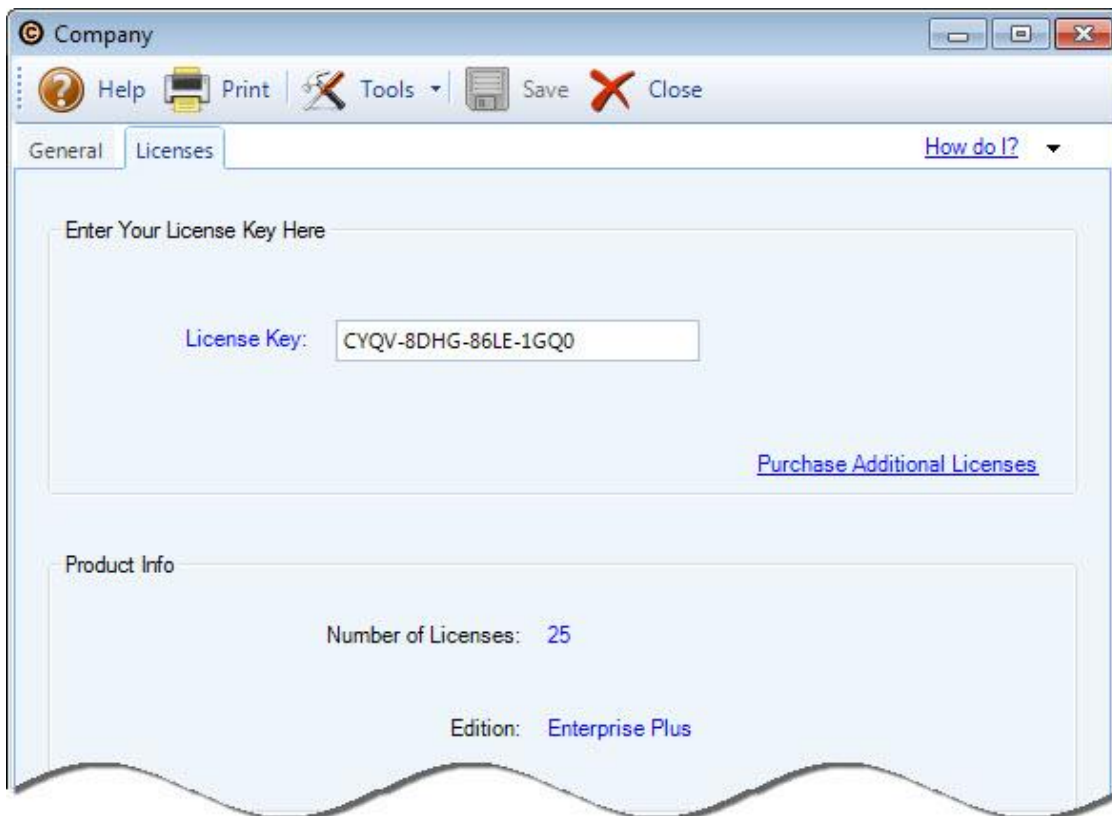 © Company
Help Print Tools Save Close
General Licenses How do I?
Enter Your License Key Here
License Key: CYQV-8DHG-86LE-1GQ0
Purchase Additional Licenses
Product Info
Number of Licenses: 25
Edition: Enterprise Plus